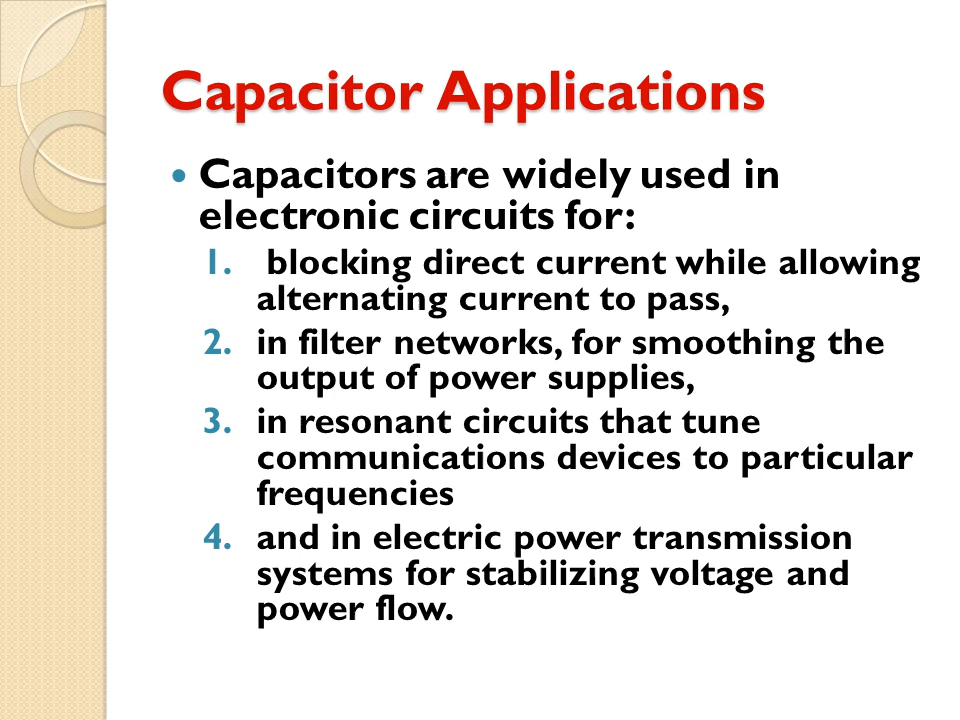 Capacitor Applications
• Capacitors are widely used in
electronic circuits for:
1. blocking direct current while allowing
alternating current to pass,
2. in filter networks, for smoothing the
output of power supplies,
3. in resonant circuits that tune
communications devices to particular
frequencies
4. and in electric power transmission
systems for stabilizing voltage and
power flow.